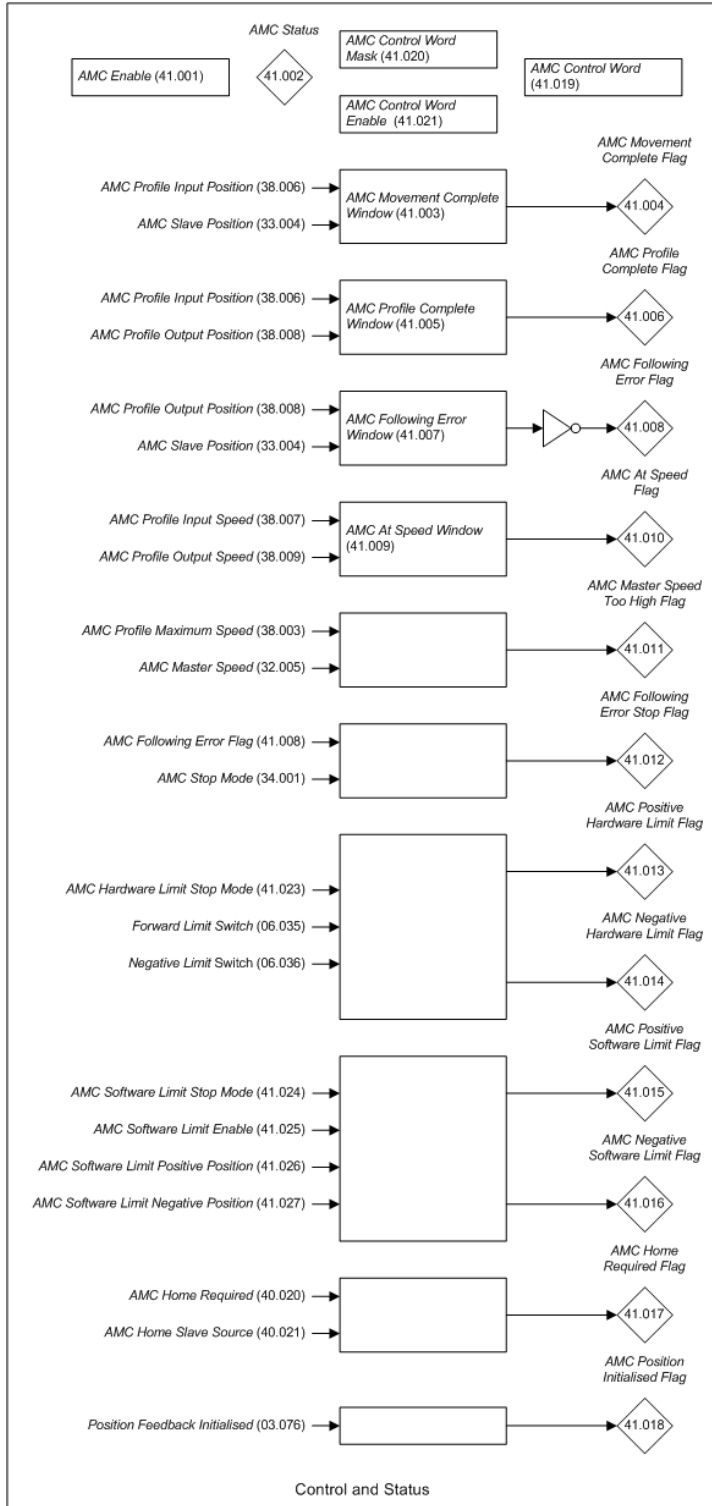 AMC Status
AMC Control Word
Mask (41.020)
AMC Enable (41.001)
41.002
AMC Control Word
(41.019)
AMC Control Word
Enable (41.021)
AMC Movement
Complete Flag
AMC Profile Input Position (38.006)
AMC Slave Position (33.004)
AMC Movement Complete
Window (41.003)
41.004
AMC Profile
Complete Flag
AMC Profile Input Position (38.006)
AMC Profile Output Position (38.008)
AMC Profile Complete
Window (41.005)
41.006
AMC Following
Error Flag
AMC Profile Output Position (38.008)
AMC Slave Position (33.004)
AMC Following Error
Window (41.007)
41.008
AMC At Speed
Flag
AMC Profile Input Speed (38.007)
AMC Profile Output Speed (38.009)
AMC At Speed Window
(41.009)
41.010
AMC Master Speed
Too High Flag
AMC Profile Maximum Speed (38.003)
AMC Master Speed (32.005)
41.011
AMC Following
Error Stop Flag
AMC Following Error Flag (41.008)
AMC Stop Mode (34.001)
41.012
AMC Positive
Hardware Limit Flag
41.013
AMC Hardware Limit Stop Mode (41.023)
Forward Limit Switch (06.035)
Negative Limit Switch (06.036)
AMC Negative
Hardware Limit Flag
41.014
AMC Positive
Software Limit Flag
41.015
AMC Software Limit Stop Mode (41.024)
AMC Software Limit Enable (41.025)
AMC Software Limit Positive Position (41.026)
AMC Software Limit Negative Position (41.027)
AMC Negative
Software Limit Flag
41.016
AMC Home
Required Flag
AMC Home Required (40.020)
AMC Home Slave Source (40.021)
41.017
AMC Position
Initialised Flag
Position Feedback Initialised (03.076)
41.018
Control and Status